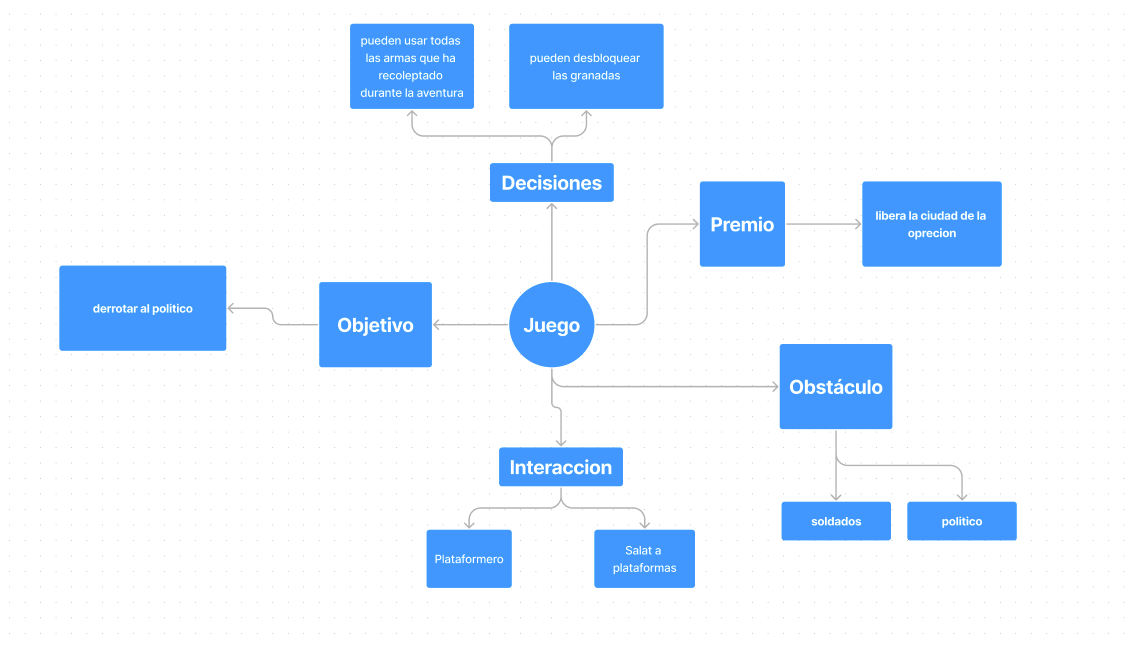 pueden usar todas
las armas que ha
recoleptado
durante la aventura
pueden desbloquear
las granadas
Decisiones
Premio
libera la ciudad de la
oprecion
derrotar al politico
Objetivo
Juego
Obstáculo
Interaccion
soldados
politico
Plataformero
Salat a
plataformas